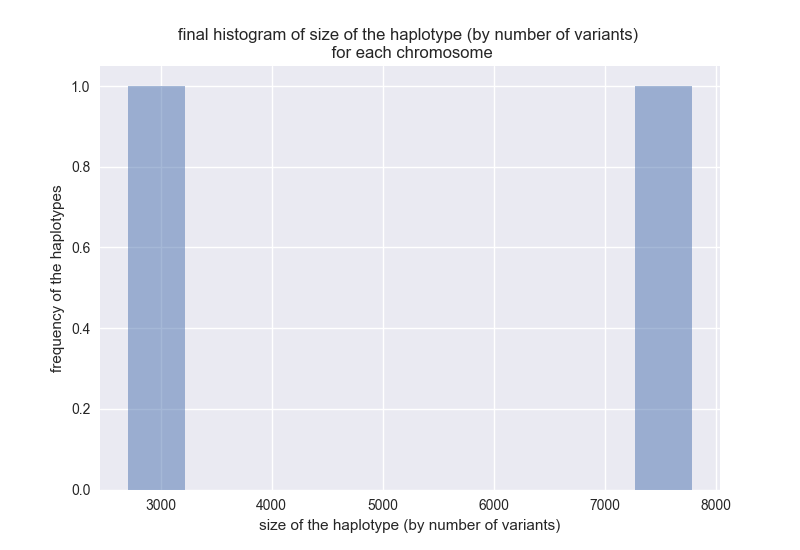 final histogram of size of the haplotype (by number of variants)
for each chromosome
1.0
0.8
0.6
0.4
0.2
0.0
frequency of the haplotypes
3000 4000 5000 6000 7000 8000
size of the haplotype (by number of variants)